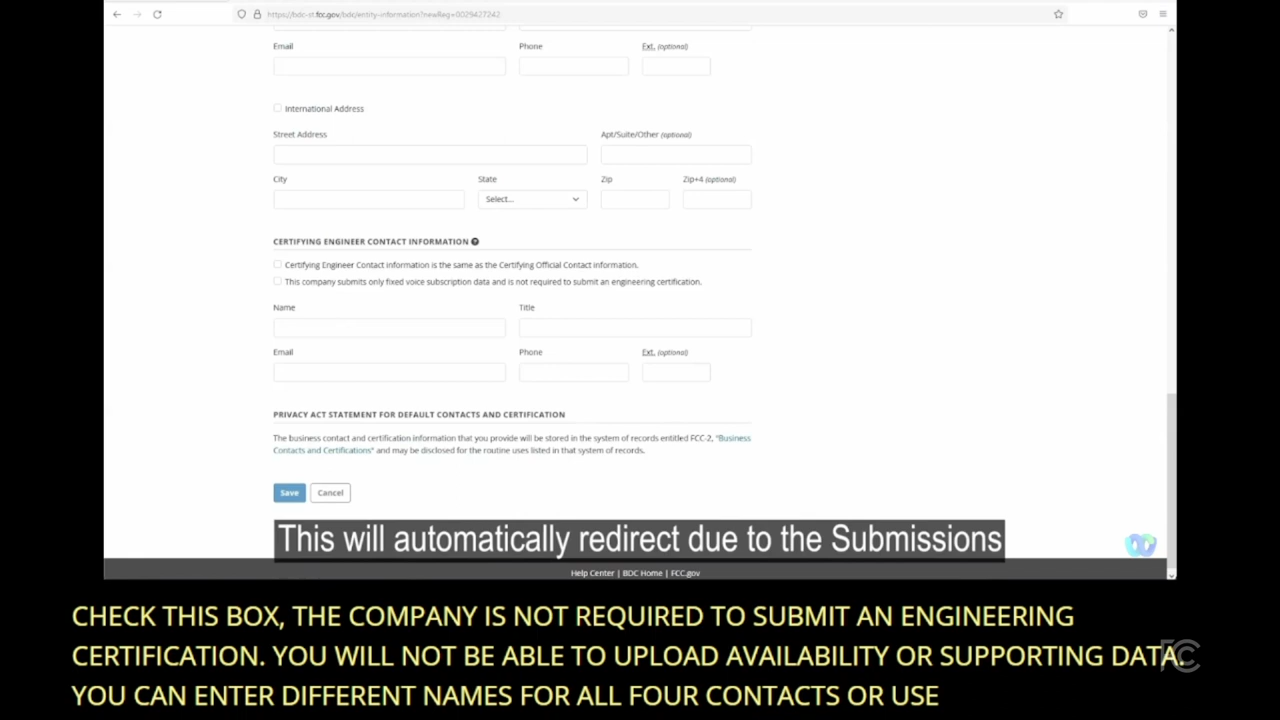 https://bdc-st.fcc.gov/bdc/entity-information?newReg=0029427242
Email Phone Ext. (optional)
International Address
Street Address Apt/Suite/Other (optional)
City State Zip Zip+4 (optional)
Select...
CERTIFYING ENGINEER CONTACT INFORMATION ?
Certifying Engineer Contact information is the same as the Certifying Official Contact information.
This company submits only fixed voice subscription data and is not required to submit an engineering certification.
Name Title
Email Phone Ext. (optional)
PRIVACY ACT STATEMENT FOR DEFAULT CONTACTS AND CERTIFICATION
The business contact and certification information that you provide will be stored in the system of records entitled FCC-2, "Business
Contacts and Certifications" and may be disclosed for the routine uses listed in that system of records.
Save Cancel
This will automatically redirect due to the Submissions
Help Center | BDC Home | FCC.gov
CHECK THIS BOX, THE COMPANY IS NOT REQUIRED TO SUBMIT AN ENGINEERING
CERTIFICATION. YOU WILL NOT BE ABLE TO UPLOAD AVAILABILITY OR SUPPORTING DATA.
FCC
YOU CAN ENTER DIFFERENT NAMES FOR ALL FOUR CONTACTS OR USE